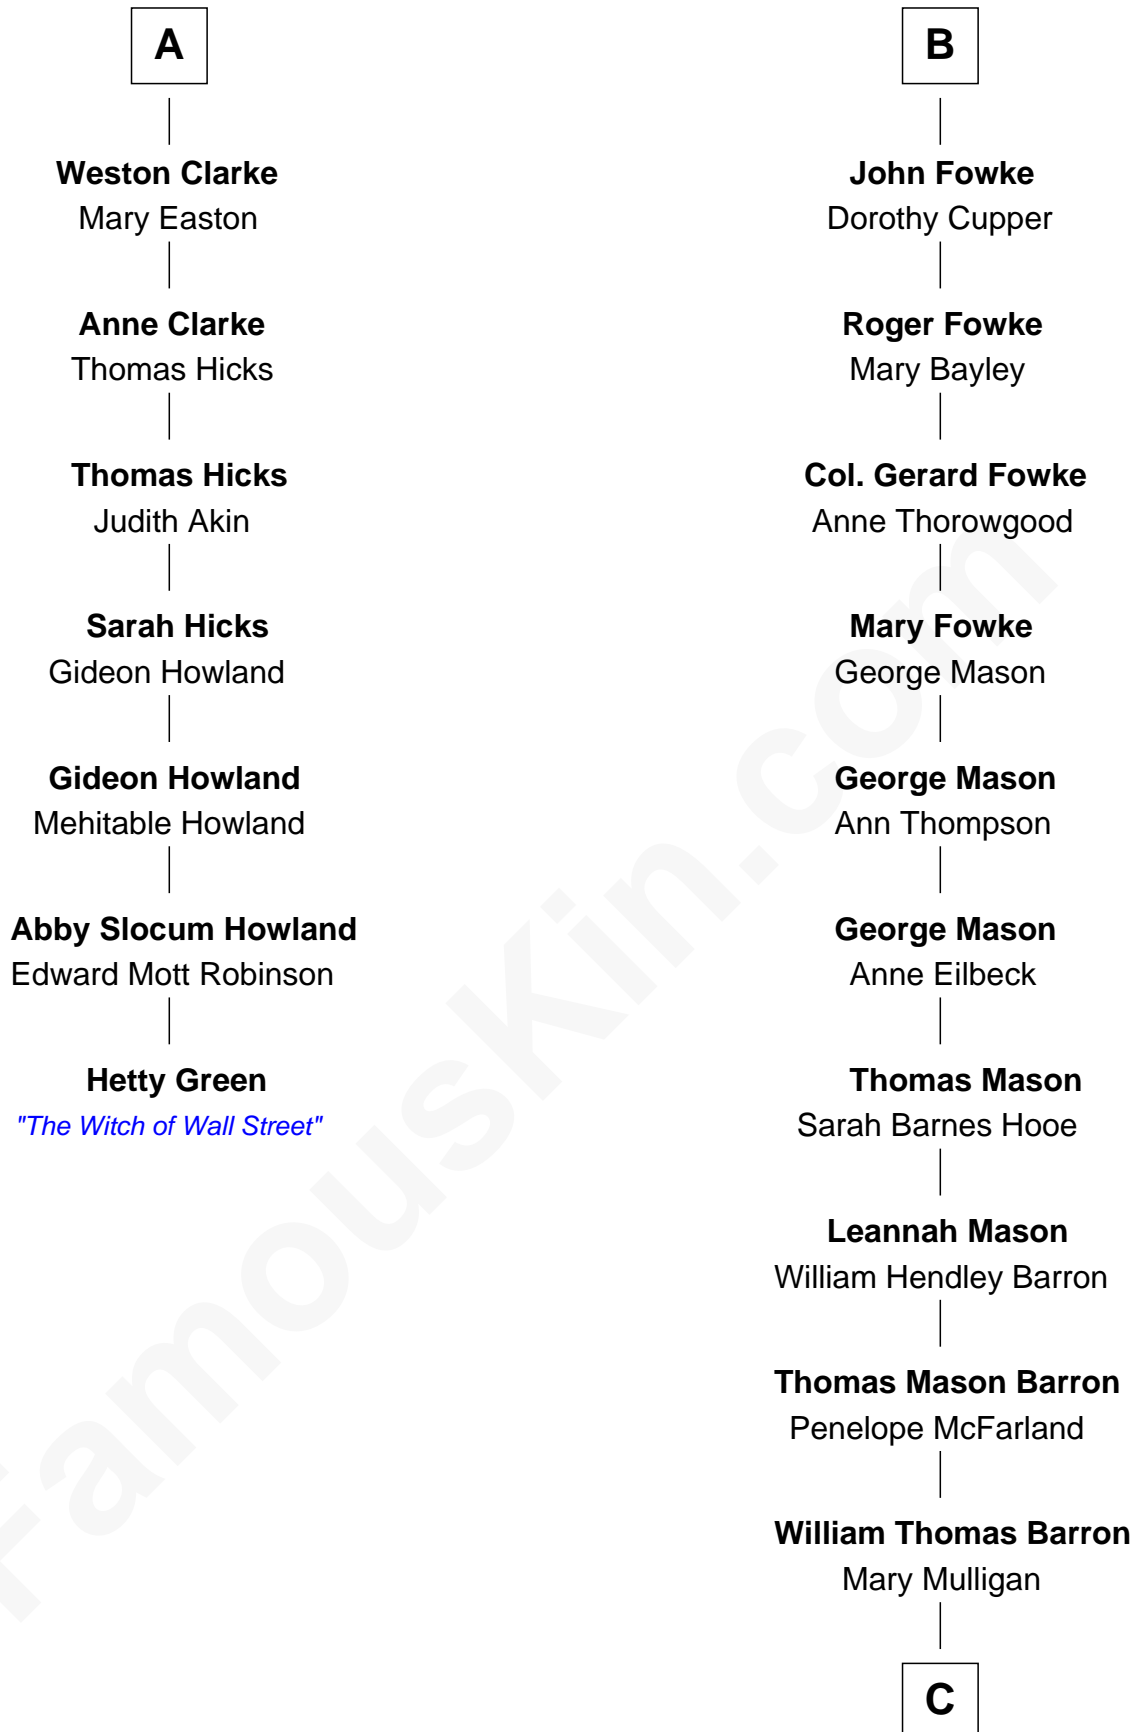 A
Weston Clarke
Mary Easton
Anne Clarke
Thomas Hicks
Thomas Hicks
Judith Akin
Sarah Hicks
Gideon Howland
Gideon Howland
Mehitable Howland
Abby Slocum Howland
Edward Mott Robinson
Hetty Green
"The Witch of Wall Street"
B
John Fowke
Dorothy Cupper
Roger Fowke
Mary Bayley
Col. Gerard Fowke
Anne Thorowgood
Mary Fowke
George Mason
George Mason
Ann Thompson
George Mason
Anne Eilbeck
Thomas Mason
Sarah Barnes Hooe
Leannah Mason
William Hendley Barron
Thomas Mason Barron
Penelope McFarland
William Thomas Barron
Mary Mulligan
C
FamousKin.com